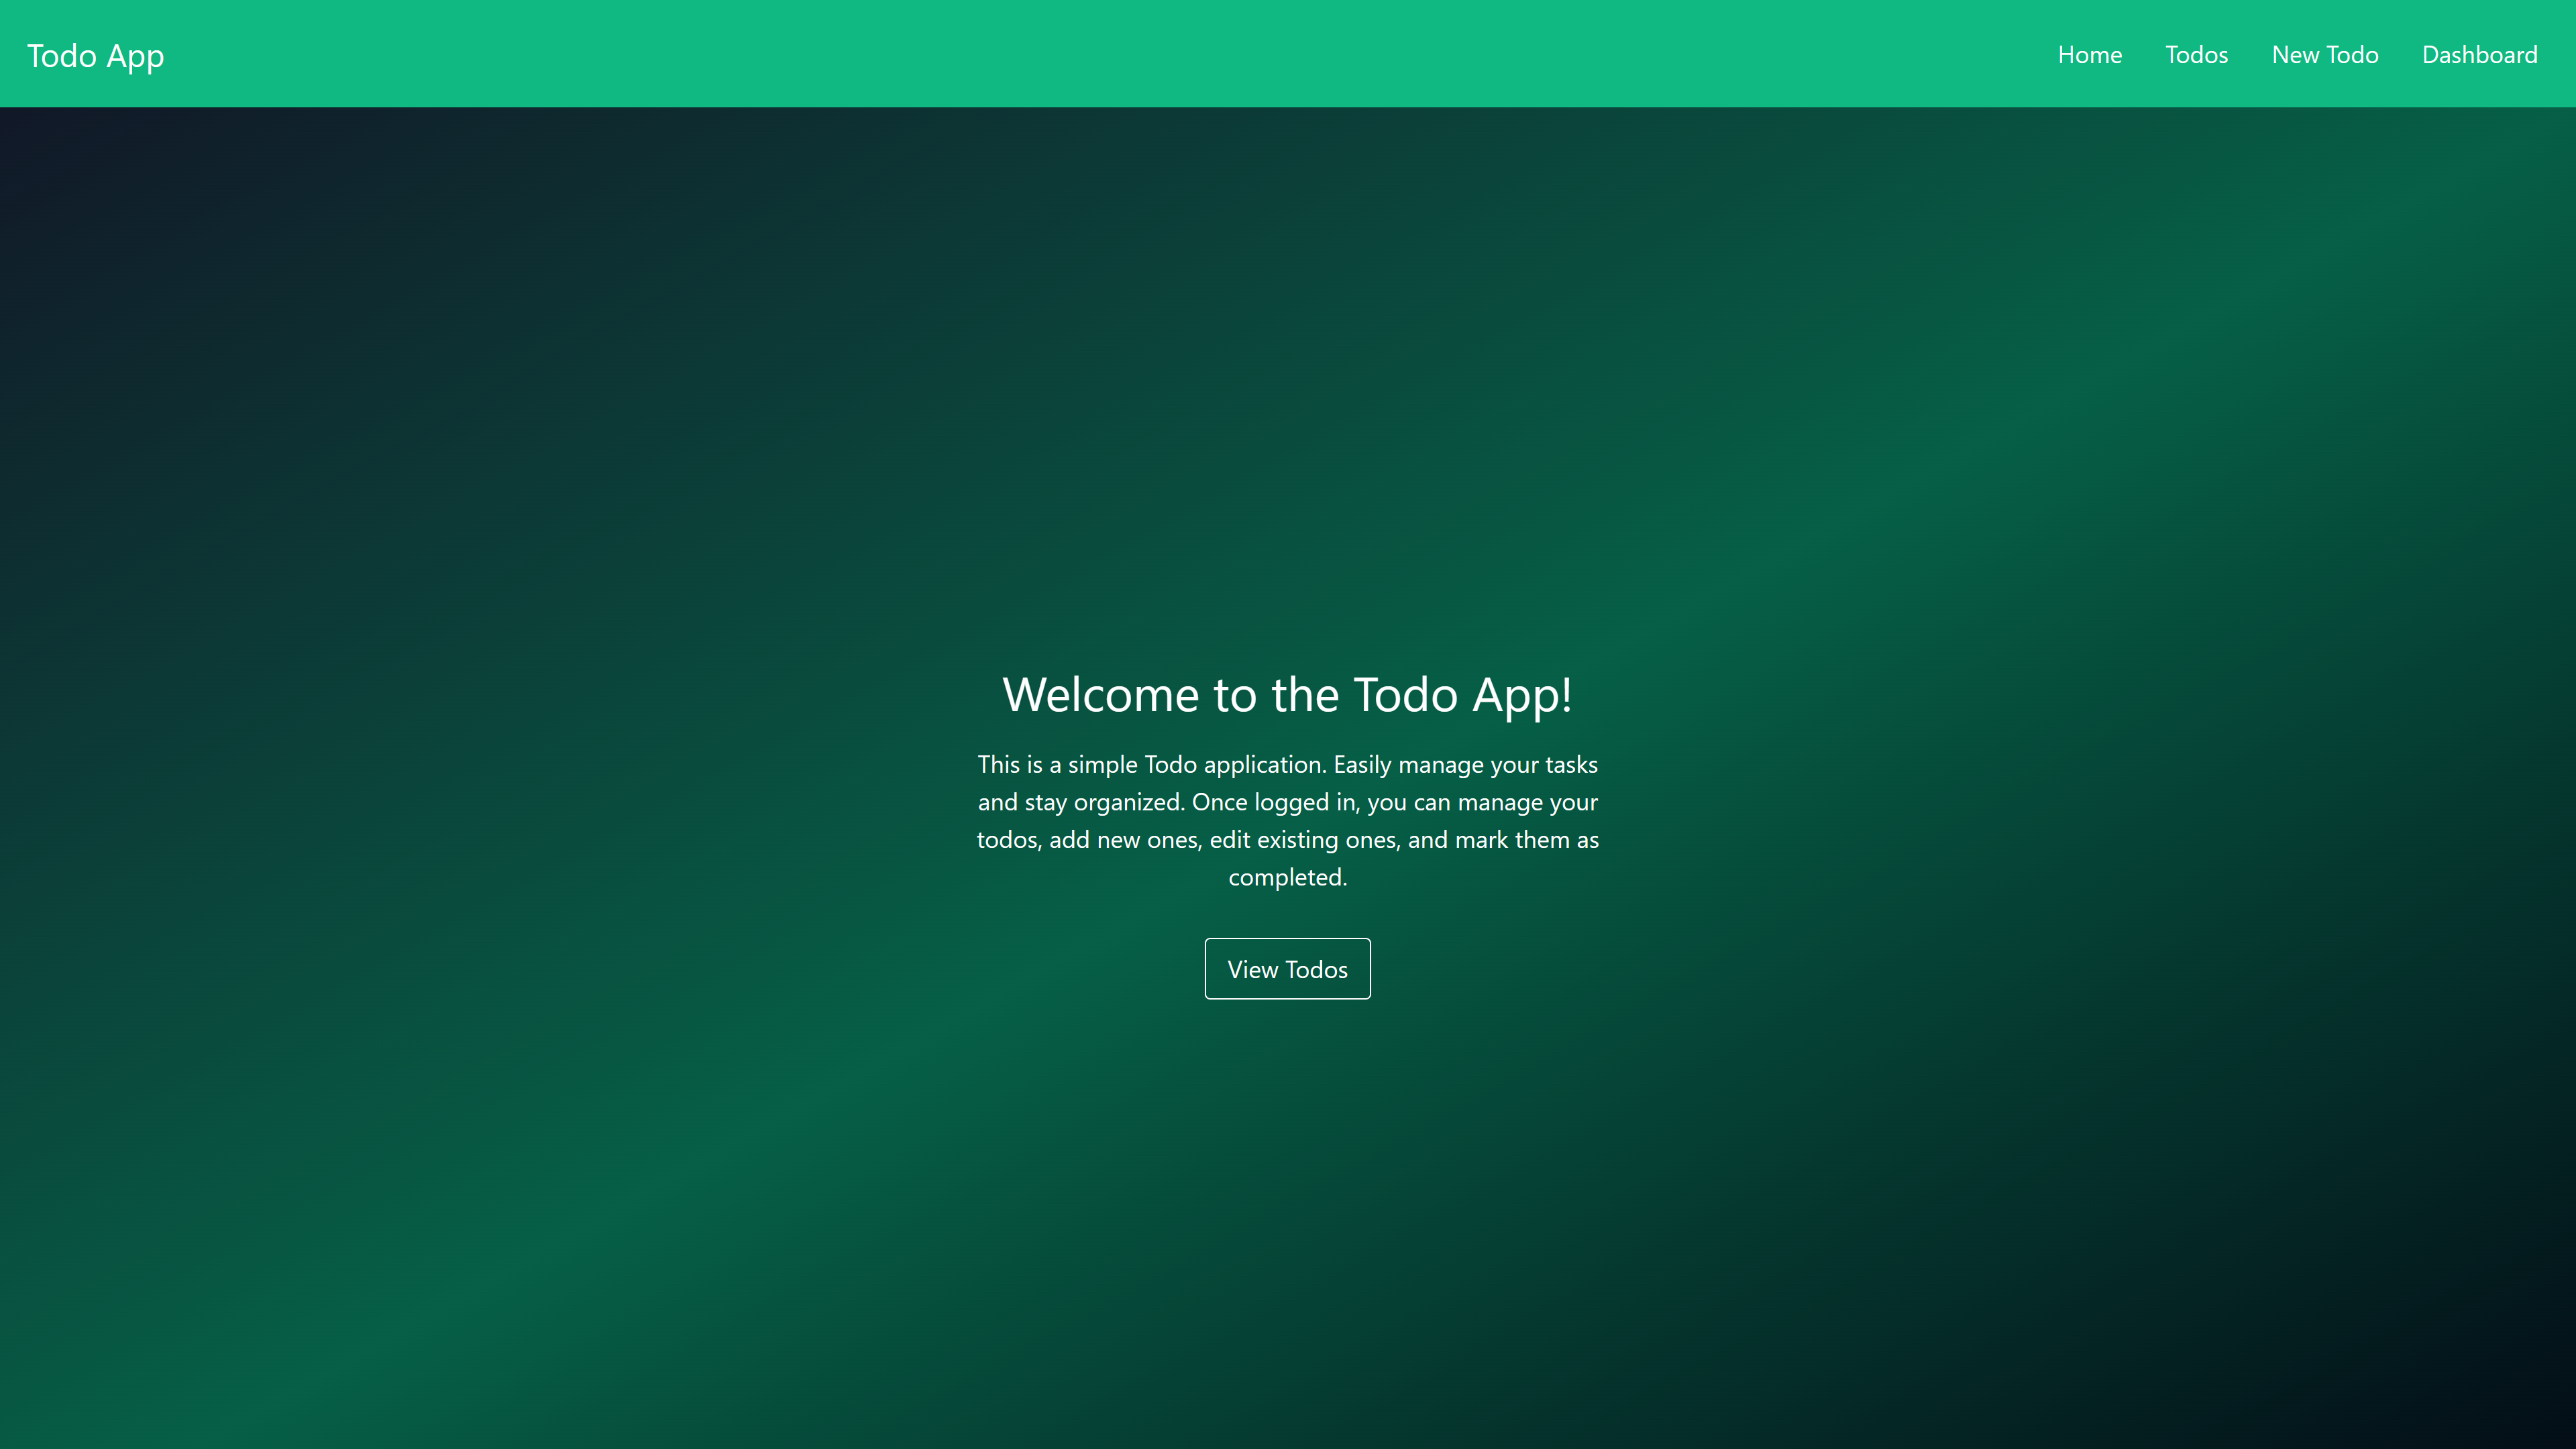 Todo App
Home Todos New Todo Dashboard
Welcome to the Todo App!
This is a simple Todo application. Easily manage your tasks
and stay organized. Once logged in, you can manage your
todos, add new ones, edit existing ones, and mark them as
completed.
View Todos